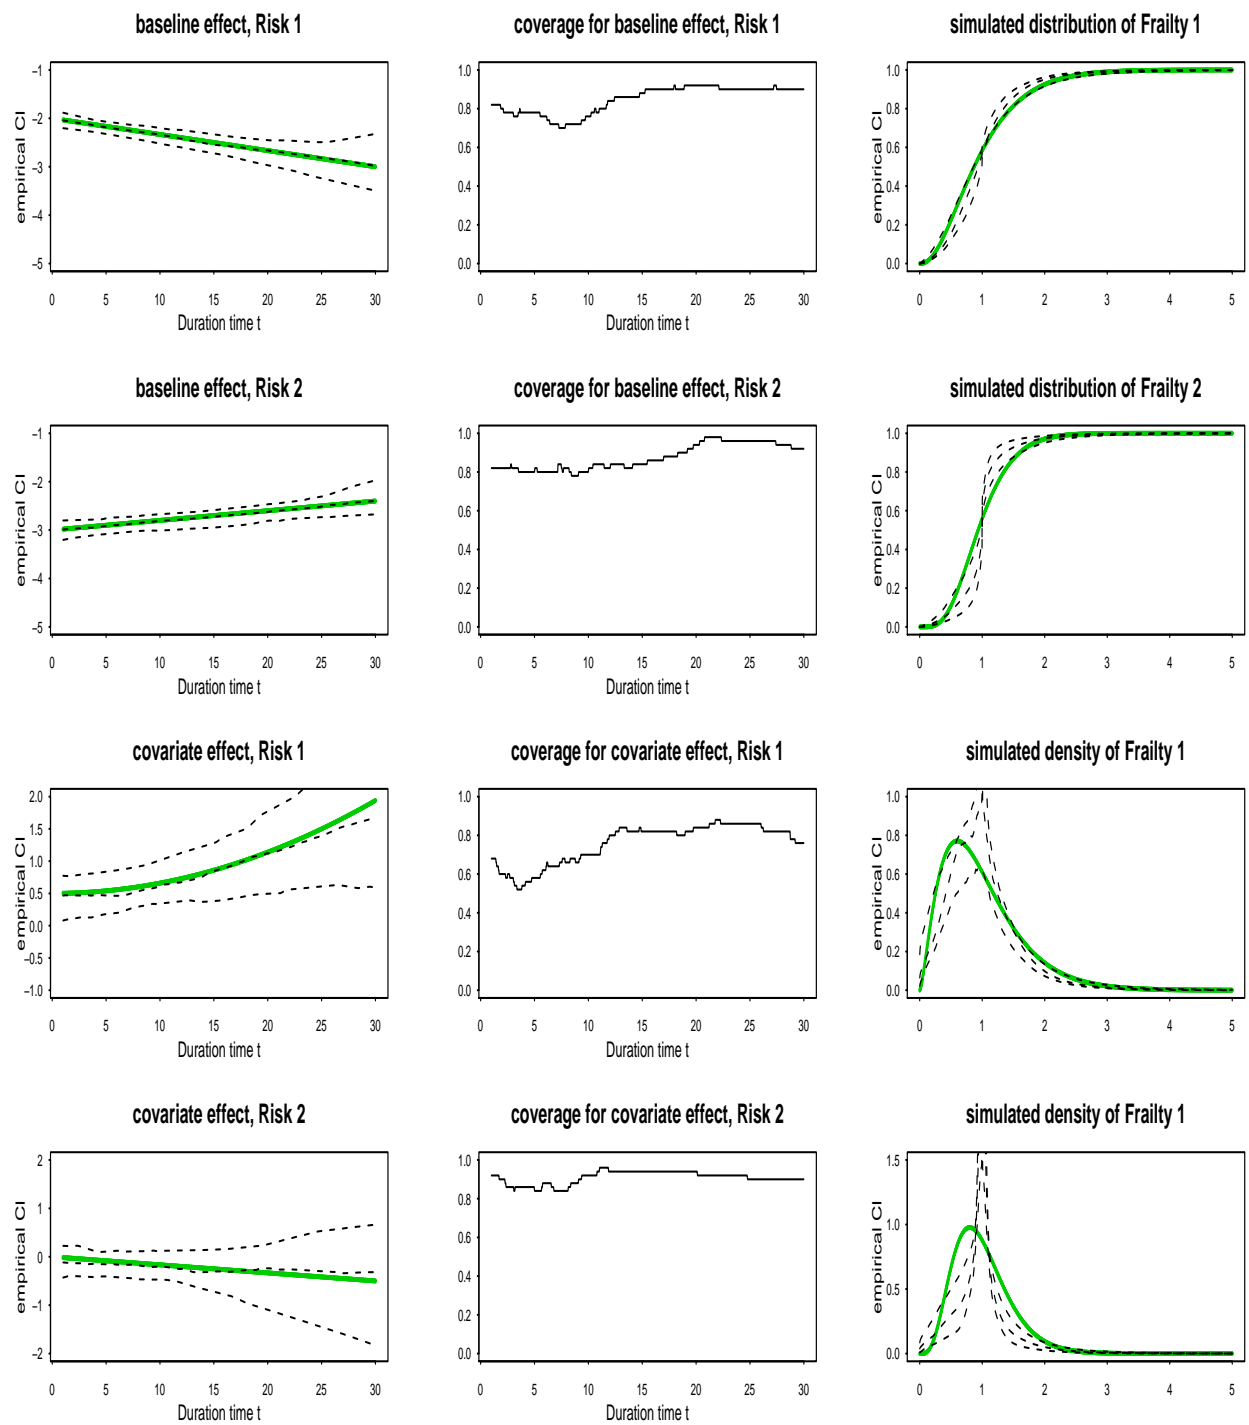 baseline effect, Risk 1
coverage for baseline effect, Risk 1
simulated distribution of Frailty 1
empirical CI
−1
−2
−3
−4
−5
0 5 10 15 20 25 30
Duration time t
1.0
0.8
0.6
0.4
0.2
0.0
0 5 10 15 20 25 30
empirical CI
1.0
0.8
0.6
0.4
0.2
0.0
0 1 2 3 4 5
baseline effect, Risk 2
coverage for baseline effect, Risk 2
simulated distribution of Frailty 2
empirical CI
−1
−2
−3
−4
−5
0 5 10 15 20 25 30
Duration time t
1.0
0.8
0.6
0.4
0.2
0.0
0 5 10 15 20 25 30
empirical CI
1.0
0.8
0.6
0.4
0.2
0.0
0 1 2 3 4 5
covariate effect, Risk 1
coverage for covariate effect, Risk 1
simulated density of Frailty 1
empirical CI
2.0
1.5
1.0
0.5
0.0
−0.5
−1.0
0 5 10 15 20 25 30
Duration time t
1.0
0.8
0.6
0.4
0.2
0.0
0 5 10 15 20 25 30
empirical CI
1.0
0.8
0.6
0.4
0.2
0.0
0 1 2 3 4 5
covariate effect, Risk 2
coverage for covariate effect, Risk 2
simulated density of Frailty 1
empirical CI
2
1
0
−1
−2
0 5 10 15 20 25 30
Duration time t
1.0
0.8
0.6
0.4
0.2
0.0
0 5 10 15 20 25 30
empirical CI
1.5
1.0
0.5
0.0
0 1 2 3 4 5